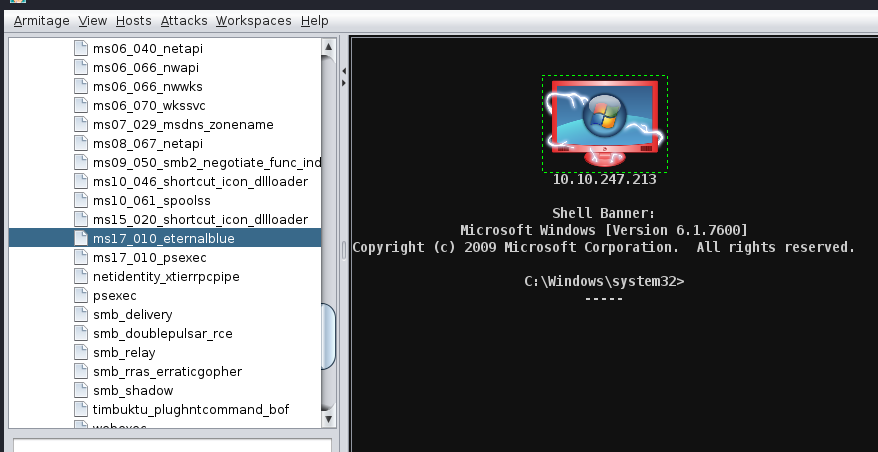 Armitage View Hosts Attacks Workspaces Help
ms06_040_netapi
ms06_066_nwapi
ms06_066_nwwks
ms06_070_wkssvc
ms07_029_msdns_zonename
ms08_067_netapi
ms09_050_smb2_negotiate_func_ind
ms10_046_shortcut_icon_dllloader
ms10_061_spoolss
ms15_020_shortcut_icon_dllloader
ms17_010_eternalblue
ms17_010_psexec
netidentity_xtierrpcpipe
psexec
smb_delivery
smb_doublepulsar_rce
smb_relay
smb_rras_erraticgopher
smb_shadow
timbuktu_plughntcommand_bof
10.10.247.213
Shell Banner:
Microsoft Windows [Version 6.1.7600]
Copyright (c) 2009 Microsoft Corporation.  All rights reserved.
C:\Windows\system32>
-----